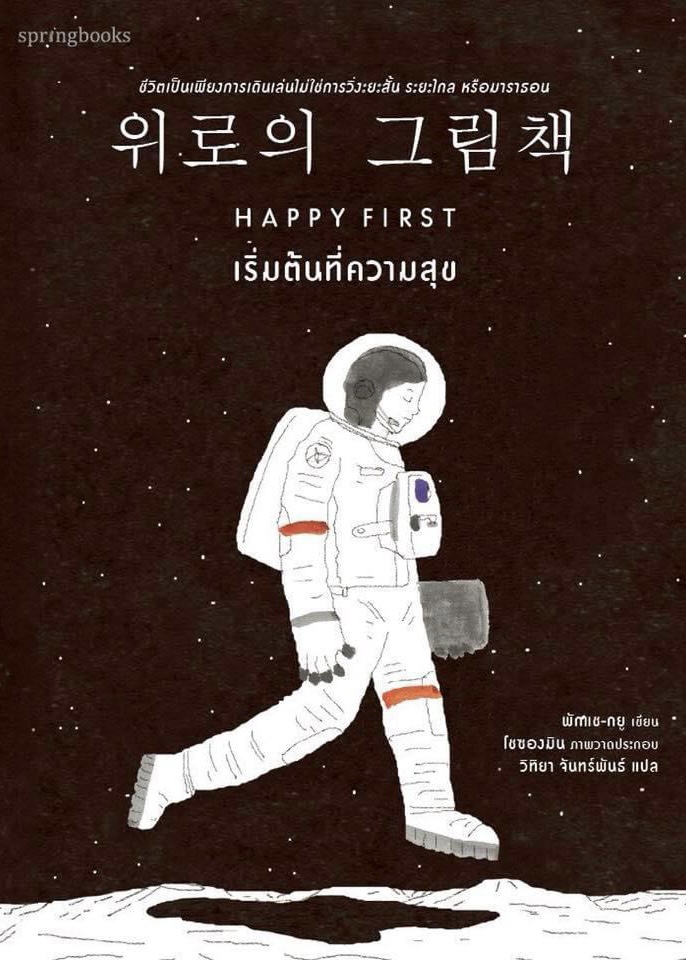 springbooks
ชีวิตเป็นเพียงการเดินเล่นไม่ใช่การวิ่งระยะสั้น ระยะไกล หรือมาราธอน
위로의 그림책
HAPPY FIRST
เริ่มต้นที่ความสุข
พัคเช-กยู เขียน
โชซองมิน ภาพวาดประกอบ
วิทิยา จันทร์พันธ์ แปล